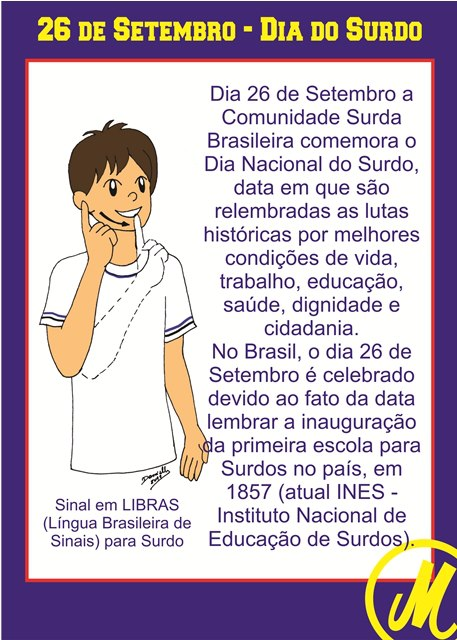 26 DE SETEMBRO - DIA DO SURDO
Dia 26 de Setembro a
Comunidade Surda
Brasileira comemora o
Dia Nacional do Surdo,
data em que são
relembradas as lutas
históricas por melhores
condições de vida,
trabalho, educação,
saúde, dignidade e
cidadania.
No Brasil, o dia 26 de
Setembro é celebrado
devido ao fato da data
lembrar a inauguração
da primeira escola para
Surdos no país, em
1857 (atual INES -
Instituto Nacional de
Educação de Surdos).
Sinal em LIBRAS
(Língua Brasileira de
Sinais) para Surdo
M